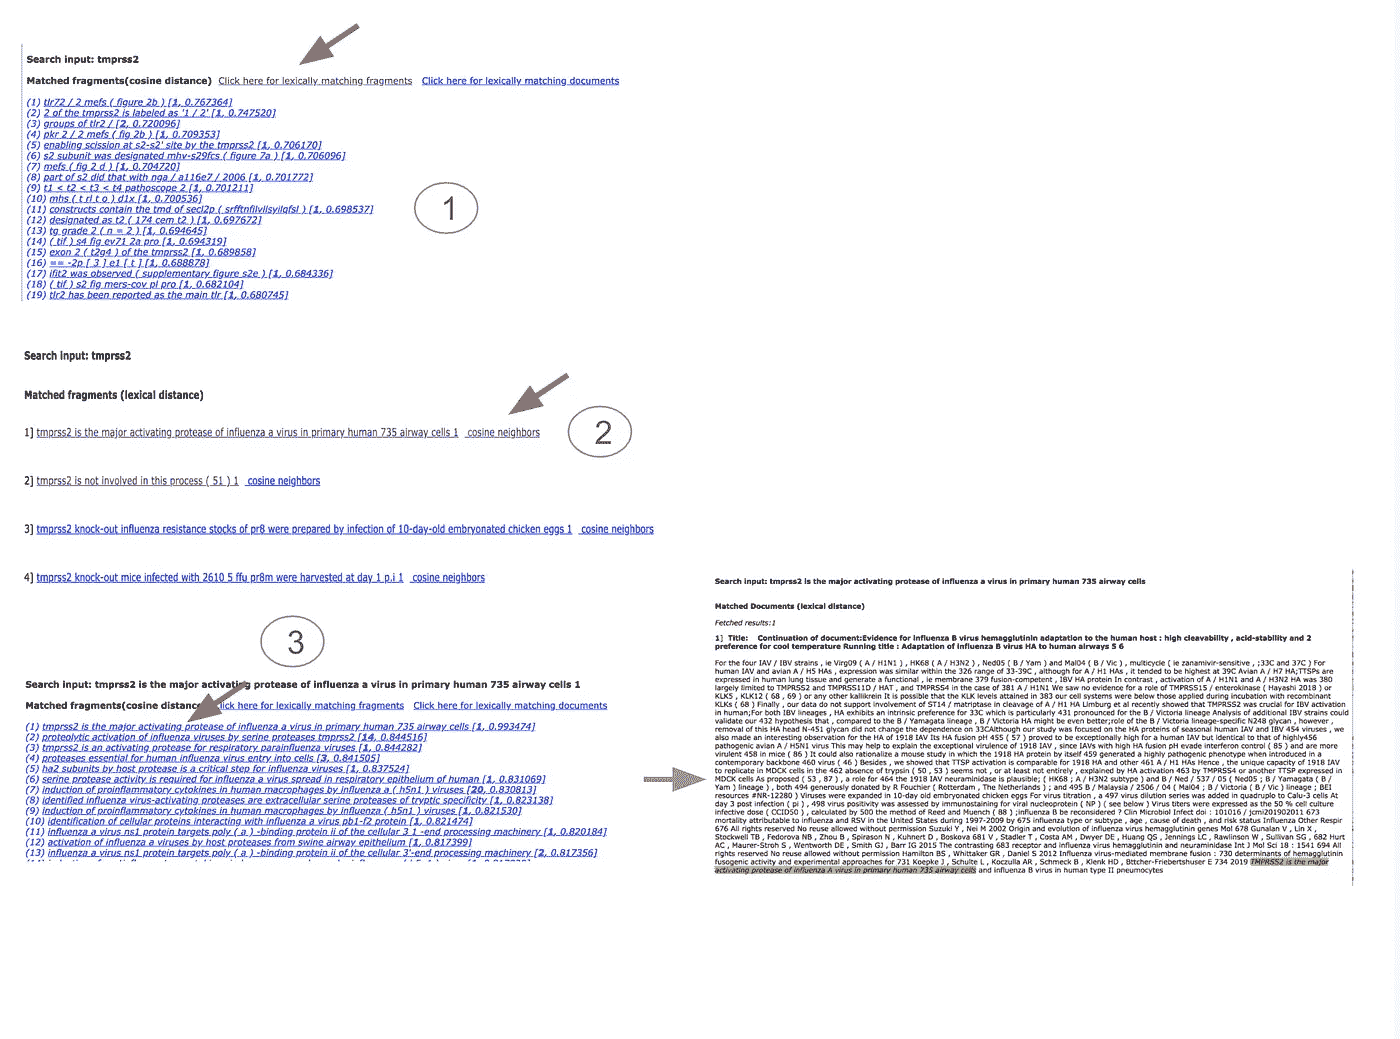 Search input: tmprss2
Matched fragments(cosine distance) Click here for lexically matching fragments Click here for lexically matching documents
(1) tlr72 / 2 mefs ( figure 2b ) [1, 0.767364]
(2) 2 of the tmprss2 is labeled as '1 / 2' [1, 0.747520]
(3) groups of tlr2 / [2, 0.720096]
(4) pkr 2 / 2 mefs ( fig 2b ) [1, 0.709353]
(5) enabling scission at s2-s2' site by the tmprss2 [1, 0.706170]
(6) s2 subunit was designated mhv-s29fcs ( figure 7a ) [1, 0.706096]
(7) mefs ( fig 2 d ) [1, 0.704720]
(8) part of s2 did that with nga / a116e7 / 2006 [1, 0.701772]
(9) t1 < t2 < t3 < t4 pathoscope 2 [1, 0.701211]
(10) mhs ( t rl t o ) d1x [1, 0.700536]
(11) constructs contain the tmd of secl2p ( srfftnfilvllsyilqfsl ) [1, 0.698537]
(12) designated as t2 ( 174 cem t2 ) [1, 0.697672]
(13) tg grade 2 ( n = 2 ) [1, 0.694645]
(14) ( tif ) s4 fig ev71 2a pro [1, 0.694319]
(15) exon 2 ( t2g4 ) of the tmprss2 [1, 0.689858]
(16) == -2p [ 3 ] e1 [ t ] [1, 0.688878]
(17) ifit2 was observed ( supplementary figure s2e ) [1, 0.684336]
(18) ( tif ) s2 fig mers-cov pl pro [1, 0.682104]
(19) tlr2 has been reported as the main tlr [1, 0.680745]
1
Search input: tmprss2
Matched fragments (lexical distance)
1] tmprss2 is the major activating protease of influenza a virus in primary human 735 airway cells 1 cosine neighbors
2
2] tmprss2 is not involved in this process ( 51 ) 1 cosine neighbors
3] tmprss2 knock-out influenza resistance stocks of pr8 were prepared by infection of 10-day-old embryonated chicken eggs 1 cosine neighbors
4] tmprss2 knock-out mice infected with 2610 5 ffu pr8m were harvested at day 1 p.i 1 cosine neighbors
3
Search input: tmprss2 is the major activating protease of influenza a virus in primary human 735 airway cells 1
Matched fragments(cosine distance lick here for lexically matching fragments Click here for lexically matching documents
(1) tmprss2 is the major activating protease of influenza a virus in primary human 735 airway cells [1, 0.993474]
(2) proteolytic activation of influenza viruses by serine proteases tmprss2 [14, 0.844516]
(3) tmprss2 is an activating protease for respiratory parainfluenza viruses [1, 0.844282]
(4) proteases essential for human influenza virus entry into cells [3, 0.841505]
(5) ha2 subunits by host protease is a critical step for influenza viruses [1, 0.837524]
(6) serine protease activity is required for influenza in respiratory epithelium of human [1, 0.831069]
(7) induction of proinflammatory cytokines in human macrophages by influenza a ( h5n1 ) viruses [20, 0.830813]
(8) identified influenza virus-activating proteases are extracellular serine proteases of tryptic specificity [1, 0.823138]
(9) induction of proinflammatory cytokines in human macrophages by influenza ( h5n1 ) viruses [1, 0.821530]
(10) identification of cellular proteins interacting with influenza a virus pb1-f2 protein [1, 0.821474]
(11) influenza a virus ns1 protein targets poly ( a ) -binding protein ii of the cellular 3 1 -end processing machinery [1, 0.820184]
(12) activation of influenza a viruses by host proteases from swine airway epithelium [1, 0.817399]
(13) influenza a virus ns1 protein targets poly ( a ) -binding protein ii of the cellular 3'-end processing machinery [2, 0.817356]
Search input: tmprss2 is the major activating protease of influenza a virus in primary human 735 airway cells
Matched Documents (lexical distance)
Fetched results:1
1] Title: Continuation of document:Evidence for influenza B virus hemagglutinin adaptation to the human host : high cleavability , acid-stability and 2
preference for cool temperature Running title : Adaptation of influenza B virus HA to human airways 5 6
For the four IAV / IBV strains , ie Virg09 ( A / H1N1 ) , HK68 ( A / H3N2 ) , Ned05 ( B / Yam ) and Mal04 ( B / Vic ) , multicycle ( ie zanamivir-sensitive , ;33C and 37C ) For
human IAV and avian A / H5 HAs , expression was similar within the 326 range of 33-39C , although for A / H1 HAs , it tended to be highest at 39C Avian A / H7 HA;TTSPs are
expressed in human lung tissue and generate a functional , ie membrane 379 fusion-competent , IBV HA protein In contrast , activation of A / H1N1 and A / H3N2 HA was 380
largely limited to TMPRSS2 and TMPRSS11D / HAT , and TMPRSS4 in the case of 381 A / H1N1 We saw no evidence for a role of TMPRSS15 / enterokinase ( Hayashi 2018 ) or
KLK5 , KLK12 ( 68 , 69 ) or any other kallikrein It is possible that the KLK levels attained in 383 our cell systems were below those applied during incubation with recombinant
KLKs ( 68 ) Finally , our data do not support involvement of ST14 / matriptase in cleavage of A / H1 HA Limburg et al recently showed that TMPRSS2 was crucial for IBV activation
in human;For both IBV lineages , HA exhibits an intrinsic preference for 33C which is particularly 431 pronounced for the B / Victoria lineage Analysis of additional IBV strains could
validate our 432 hypothesis that , compared to the B / Yamagata lineage , B / Victoria HA might be even better;role of the B / Victoria lineage-specific N248 glycan , however ,
removal of this HA head N-451 glycan did not change the dependence on 33CAlthough our study was focused on the HA proteins of seasonal human IAV and IBV 454 viruses , we
also made an interesting observation for the HA of 1918 IAV Its HA fusion pH 455 ( 57 ) proved to be exceptionally high for a human IAV but identical to that of highly456
pathogenic avian A / H5N1 virus This may help to explain the exceptional virulence of 1918 IAV , since IAVs with high HA fusion pH evade interferon control ( 85 ) and are more
virulent 458 in mice ( 86 ) It could also rationalize a mouse study in which the 1918 HA protein by itself 459 generated a highly pathogenic phenotype when introduced in a
contemporary backbone 460 virus ( 46 ) Besides , we showed that TTSP activation is comparable for 1918 HA and other 461 A / H1 HAs Hence , the unique capacity of 1918 IAV
to replicate in MDCK cells in the 462 absence of trypsin ( 50 , 53 ) seems not , or at least not entirely , explained by HA activation 463 by TMPRSS4 or another TTSP expressed in
MDCK cells As proposed ( 53 , 87 ) , a role for 464 the 1918 IAV neuraminidase is plausible; ( HK68 ; A / H3N2 subtype ) and B / Ned / 537 / 05 ( Ned05 ; B / Yamagata ( B /
Yam ) lineage ) , both 494 generously donated by R Fouchier ( Rotterdam , The Netherlands ) ; and 495 B / Malaysia / 2506 / 04 ( Mal04 ; B / Victoria ( B / Vic ) lineage ; BEI
resources #NR-12280 ) Viruses were expanded in 10-day old embryonated chicken eggs For virus titration , a 497 virus dilution series was added in quadruplo to Calu-3 cells At
day 3 post infection ( pi ) , 498 virus positivity was assessed by immunostaining for viral nucleoprotein ( NP ) ( see below ) Virus titers were expressed as the 50 % cell culture
infective dose ( CCID50 ) , calculated by 500 the method of Reed and Muench ( 88 ) ;influenza B be reconsidered ? Clin Microbiol Infect doi : 101016 / jcmi201902011 673
mortality attributable to influenza and RSV in the United States during 1997-2009 by 675 influenza type or subtype , age , cause of death , and risk status Influenza Other Respir
676 All rights reserved No reuse allowed without permission Suzuki Y , Nei M 2002 Origin and evolution of influenza virus hemagglutinin genes Mol 678 Gunalan V , Lin X ,
Stockwell TB , Fedorova NB , Zhou B , Spirason N , Kuhnert D , Boskova 681 V , Stadler T , Costa AM , Dwyer DE , Huang QS , Jennings LC , Rawlinson W , Sullivan SG , 682 Hurt
AC , Maurer-Stroh S , Wentworth DE , Smith GJ , Barr IG 2015 The contrasting 683 receptor and influenza virus hemagglutinin and neuraminidase Int J Mol Sci 18 : 1541 694 All
rights reserved No reuse allowed without permission Hamilton BS , Whittaker GR , Daniel S 2012 Influenza virus-mediated membrane fusion : 730 determinants of hemagglutinin
fusogenic activity and experimental approaches for 731 Koepke J , Schulte L , Koczulla AR , Schmeck B , Klenk HD , Bttcher-Friebertshuser E 734 2019 TMPRSS2 is the major
activating protease of influenza A virus in primary human 735 airway cells and influenza B virus in human type II pneumocytes